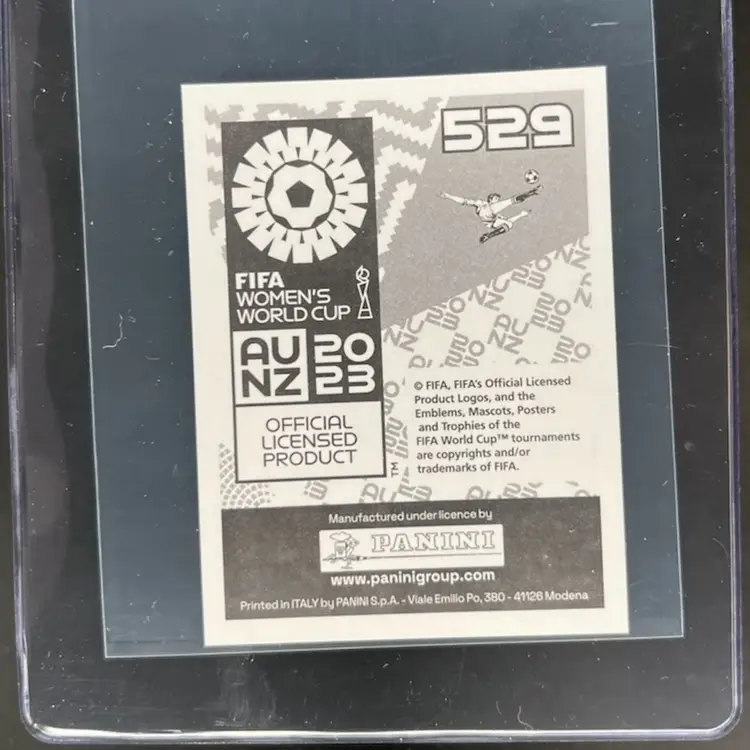 529
FIFA
WOMEN'S
WORLD CUP
AU 20
NZ 23
OFFICIAL
LICENSED
PRODUCT
TM
© FIFA, FIFA's Official Licensed
Product Logos, and the
Emblems, Mascots, Posters
and Trophies of the
FIFA World Cup™ tournaments
are copyrights and/or
trademarks of FIFA.
Manufactured under licence by
PANINI
www.paninigroup.com
Printed in ITALY by PANINI S.p.A. - Viale Emilio Po, 380 - 41126 Modena